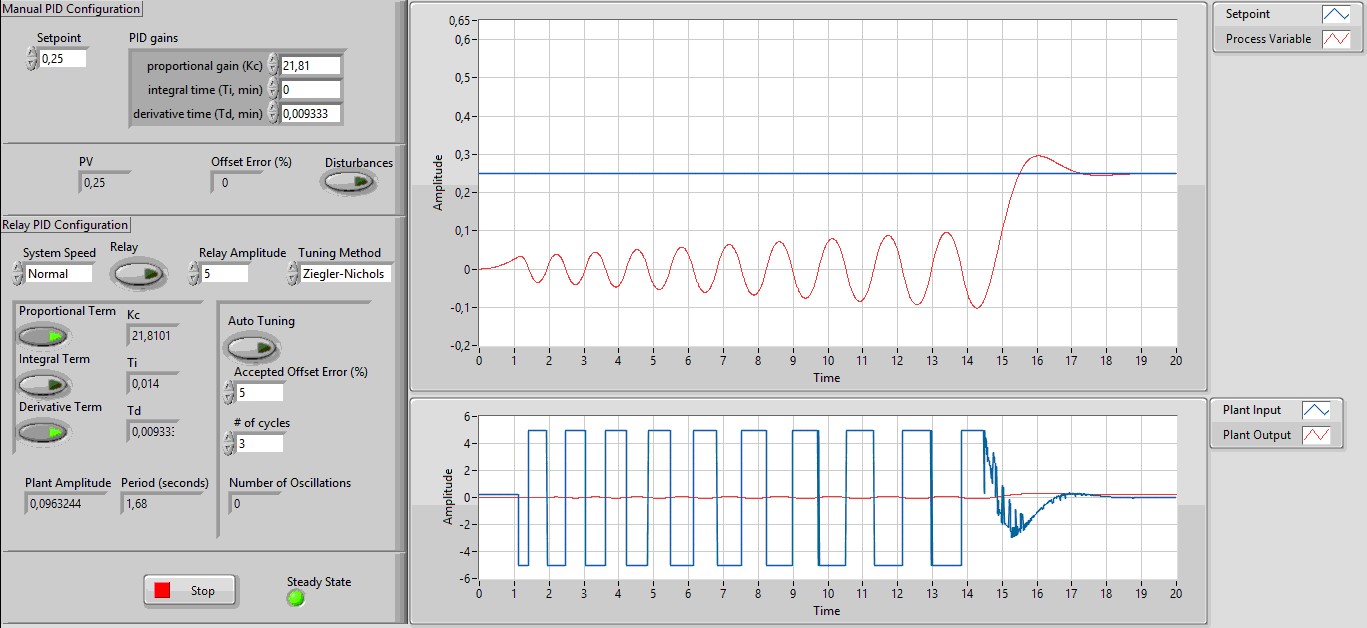 Manual PID Configuration
Setpoint
0,25
PID gains
proportional gain (Kc) 21,81
integral time (Ti, min) 0
derivative time (Td, min) 0,009333
PV
0,25
Offset Error (%)
0
Disturbances
Relay PID Configuration
System Speed
Normal
Relay
Relay Amplitude
5
Tuning Method
Ziegler-Nichols
Proportional Term
Kc
21,8101
Integral Term
Ti
0,014
Derivative Term
Td
0,00933
Auto Tuning
Accepted Offset Error (%)
5
# of cycles
3
Plant Amplitude
0,0963244
Period (seconds)
1,68
Number of Oscillations
0
Stop
Steady State
Amplitude
0,65
0,6
0,5
0,4
0,3
0,2
0,1
0
-0,1
-0,2
0 1 2 3 4 5 6 7 8 9 10 11 12 13 14 15 16 17 18 19 20
Time
Setpoint
Process Variable
Amplitude
6
4
2
0
-2
-4
-6
0 1 2 3 4 5 6 7 8 9 10 11 12 13 14 15 16 17 18 19 20
Time
Plant Input
Plant Output